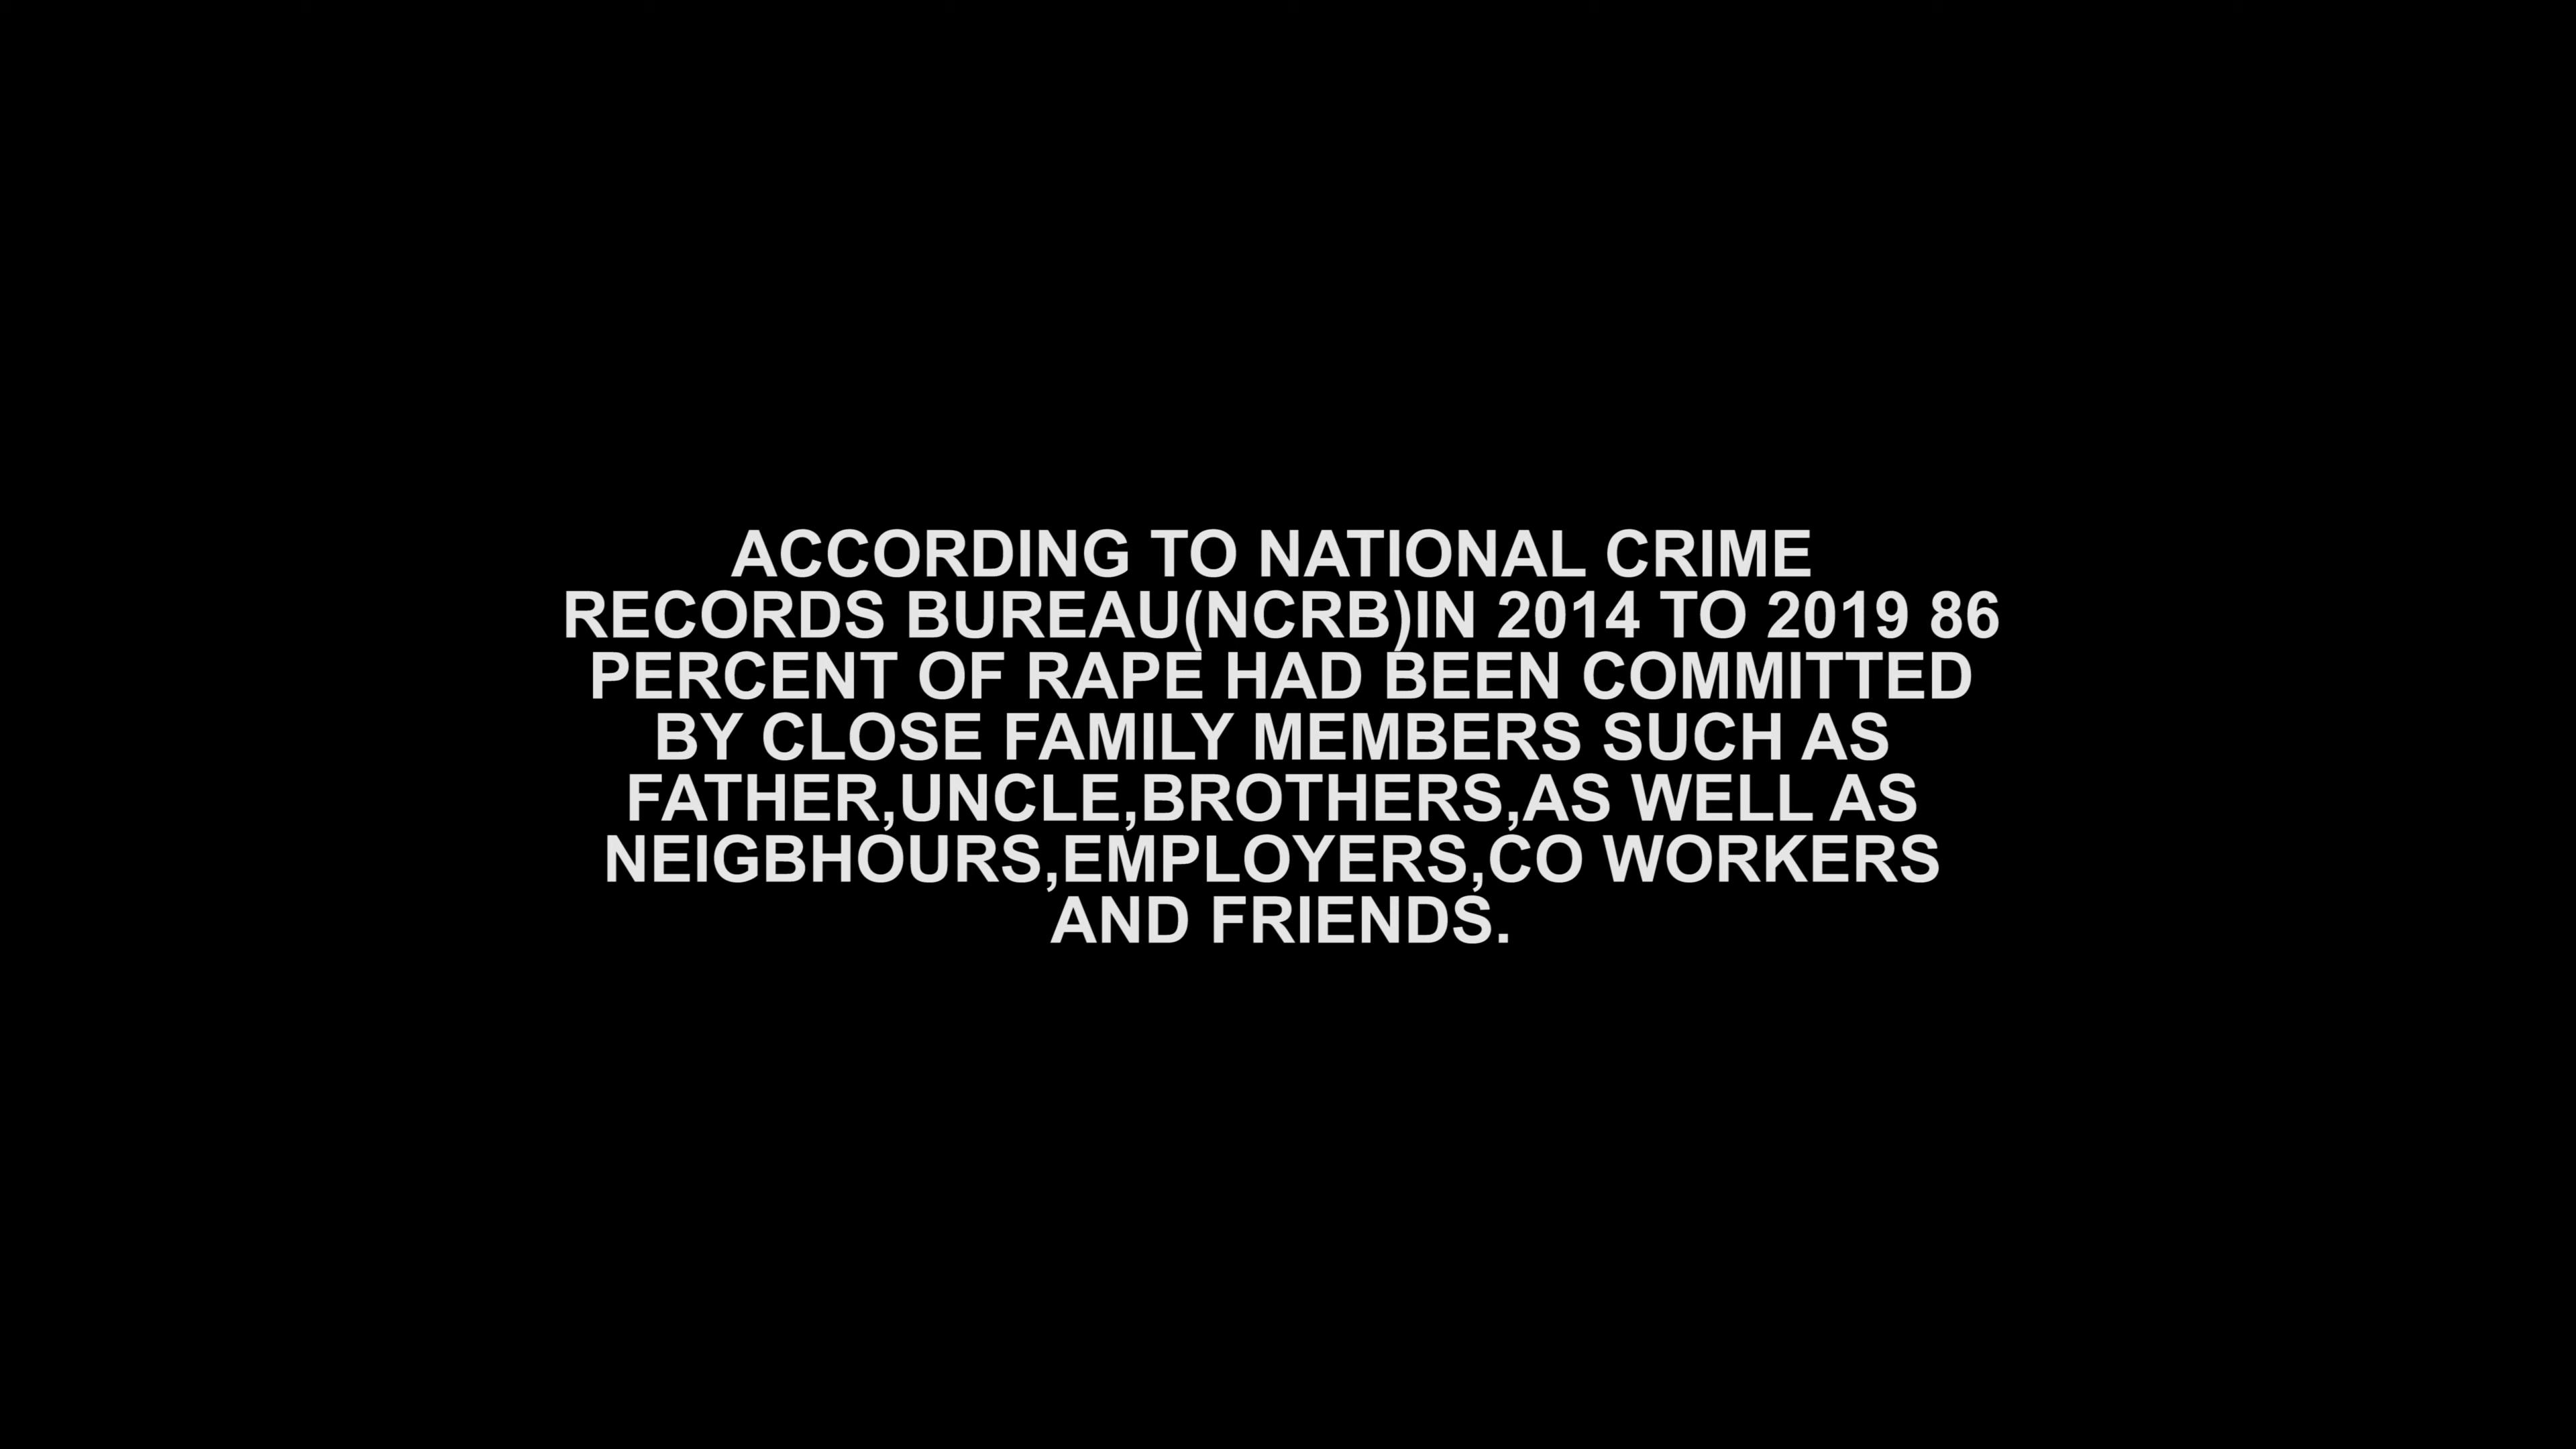 ACCORDING TO NATIONAL CRIME
RECORDS BUREAU(NCRB)IN 2014 TO 2019 86
PERCENT OF RAPE HAD BEEN COMMITTED
BY CLOSE FAMILY MEMBERS SUCH AS
FATHER,UNCLE,BROTHERS,AS WELL AS
NEIGBHOURS,EMPLOYERS,CO WORKERS
AND FRIENDS.